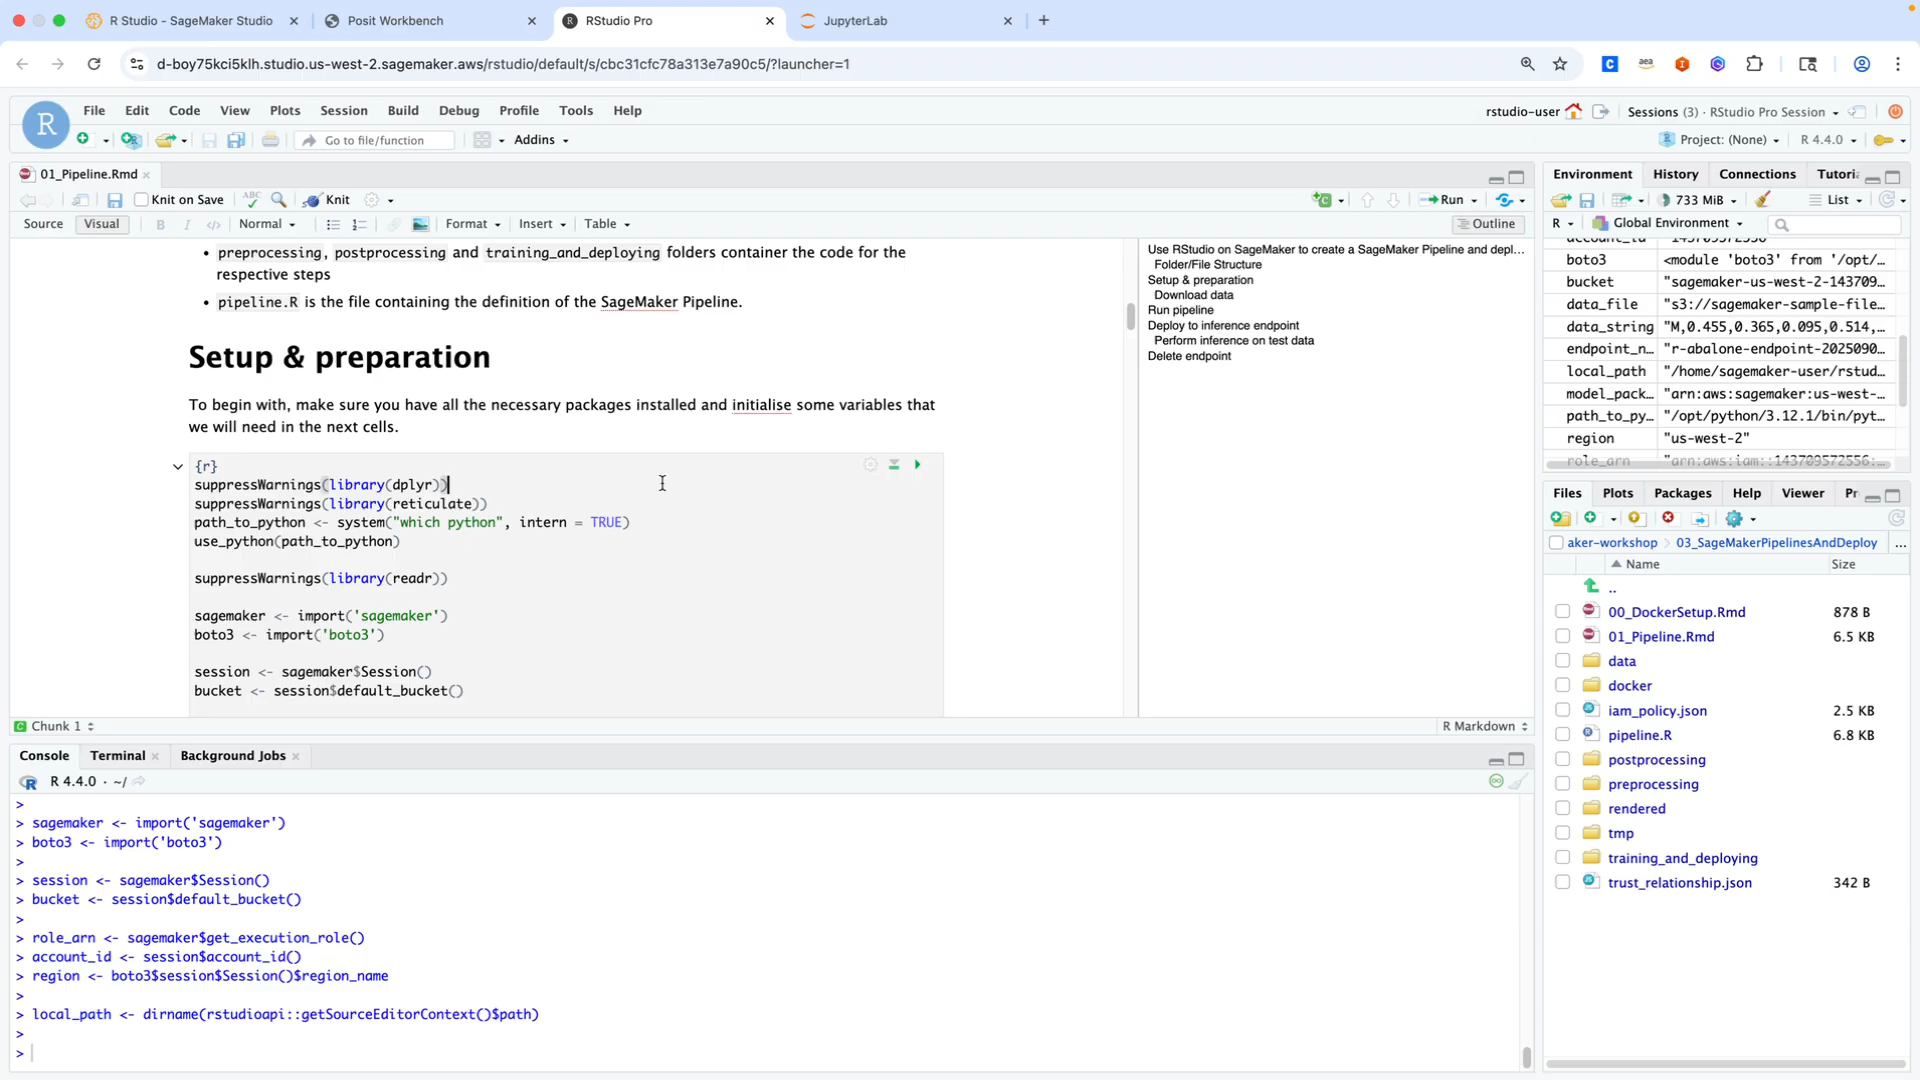 R Studio - SageMaker Studio
Posit Workbench
RStudio Pro
JupyterLab
d-boy75kci5klh.studio.us-west-2.sagemaker.aws/rstudio/default/s/cbc31cfc78a313e7a90c5/?launcher=1
File Edit Code View Plots Session Build Debug Profile Tools Help
rstudio-user
Sessions (3) · RStudio Pro Session
Go to file/function
Addins
Project: (None)
R 4.4.0
01_Pipeline.Rmd
Knit on Save
Knit
Run
Source Visual
B I </>
Normal
Format
Insert
Table
Outline
• preprocessing, postprocessing and training_and_deploying folders container the code for the
respective steps
• pipeline.R is the file containing the definition of the SageMaker Pipeline.
Setup & preparation
To begin with, make sure you have all the necessary packages installed and initialise some variables that
we will need in the next cells.
{r}
suppressWarnings(library(dplyr))
suppressWarnings(library(reticulate))
path_to_python <- system("which python", intern = TRUE)
use_python(path_to_python)
suppressWarnings(library(readr))
sagemaker <- import('sagemaker')
boto3 <- import('boto3')
session <- sagemaker$Session()
bucket <- session$default_bucket()
Use RStudio on SageMaker to create a SageMaker Pipeline and depl...
Folder/File Structure
Setup & preparation
Download data
Run pipeline
Deploy to inference endpoint
Perform inference on test data
Delete endpoint
Chunk 1
R Markdown
Console Terminal Background Jobs
R 4.4.0 · ~/
>
> sagemaker <- import('sagemaker')
> boto3 <- import('boto3')
>
> session <- sagemaker$Session()
> bucket <- session$default_bucket()
>
> role_arn <- sagemaker$get_execution_role()
> account_id <- session$account_id()
> region <- boto3$session$Session()$region_name
>
> local_path <- dirname(rstudioapi::getSourceEditorContext()$path)
>
>
Environment History Connections Tutori
733 MiB
List
R
Global Environment
account_id "143709572556"
boto3 <module 'boto3' from '/opt/...
bucket "sagemaker-us-west-2-143709...
data_file "s3://sagemaker-sample-file...
data_string "M,0.455,0.365,0.095,0.514,...
endpoint_n... "r-abalone-endpoint-2025090...
local_path "/home/sagemaker-user/rstud...
model_pack... "arn:aws:sagemaker:us-west-...
path_to_py... "/opt/python/3.12.1/bin/pyt...
region "us-west-2"
role_arn "arn:aws:iam::143709572556:...
Files Plots Packages Help Viewer Pr
aker-workshop > 03_SageMakerPipelinesAndDeploy ...
Name Size
..
00_DockerSetup.Rmd 878 B
01_Pipeline.Rmd 6.5 KB
data
docker
iam_policy.json 2.5 KB
pipeline.R 6.8 KB
postprocessing
preprocessing
rendered
tmp
training_and_deploying
trust_relationship.json 342 B